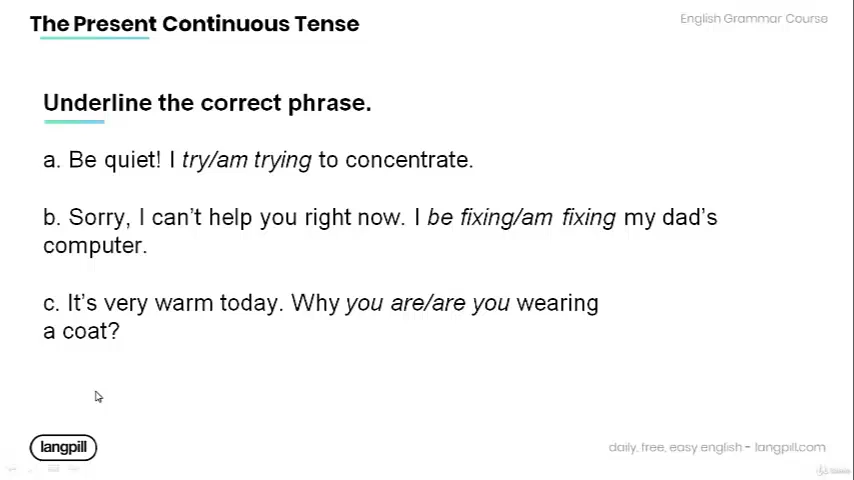 The Present Continuous Tense
English Grammar Course
Underline the correct phrase.
a. Be quiet! I try/am trying to concentrate.
b. Sorry, I can’t help you right now. I be fixing/am fixing my dad’s
computer.
c. It’s very warm today. Why you are/are you wearing
a coat?
langpill
daily, free, easy english - langpill.com